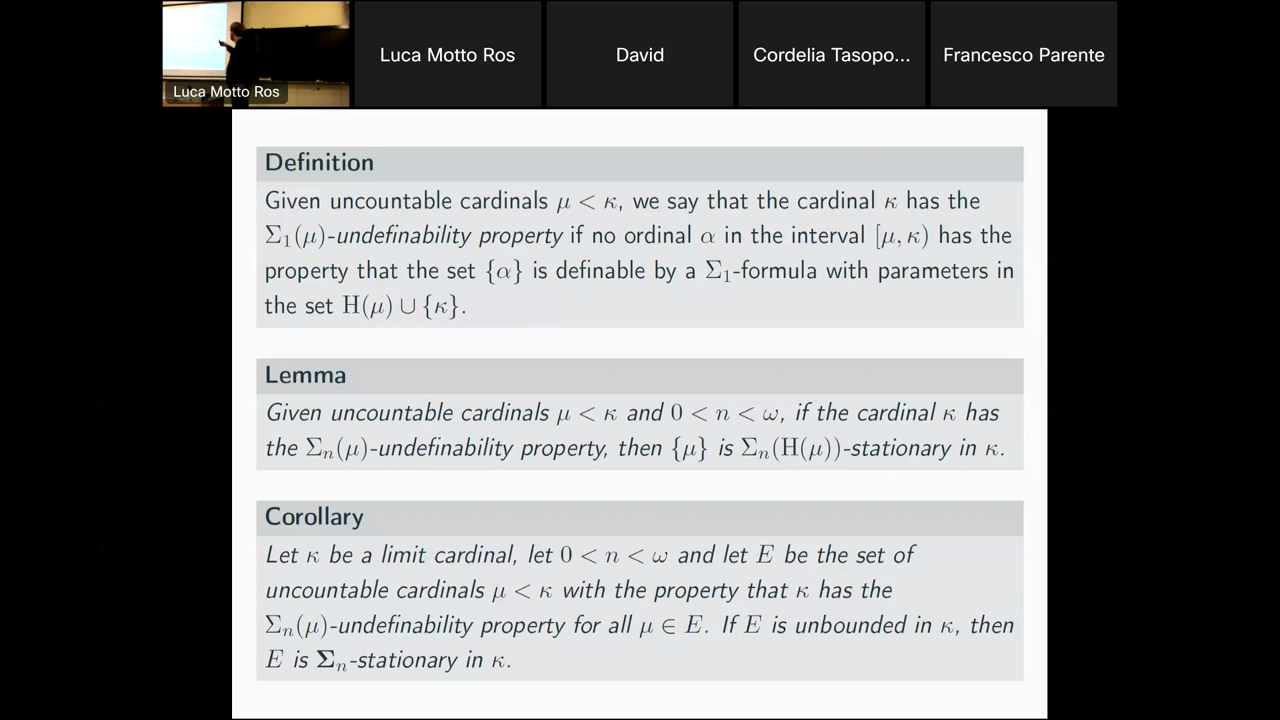 Luca Motto Ros
Luca Motto Ros
David
Cordelia Tasopo...
Francesco Parente
Definition
Given uncountable cardinals μ < κ, we say that the cardinal κ has the
Σ₁(μ)-undefinability property if no ordinal α in the interval [μ, κ) has the
property that the set {α} is definable by a Σ₁-formula with parameters in
the set H(μ) ∪ {κ}.
Lemma
Given uncountable cardinals μ < κ and 0 < n < ω, if the cardinal κ has
the Σₙ(μ)-undefinability property, then {μ} is Σₙ(H(μ))-stationary in κ.
Corollary
Let κ be a limit cardinal, let 0 < n < ω and let E be the set of
uncountable cardinals μ < κ with the property that κ has the
Σₙ(μ)-undefinability property for all μ ∈ E. If E is unbounded in κ, then
E is 𝚺ₙ-stationary in κ.